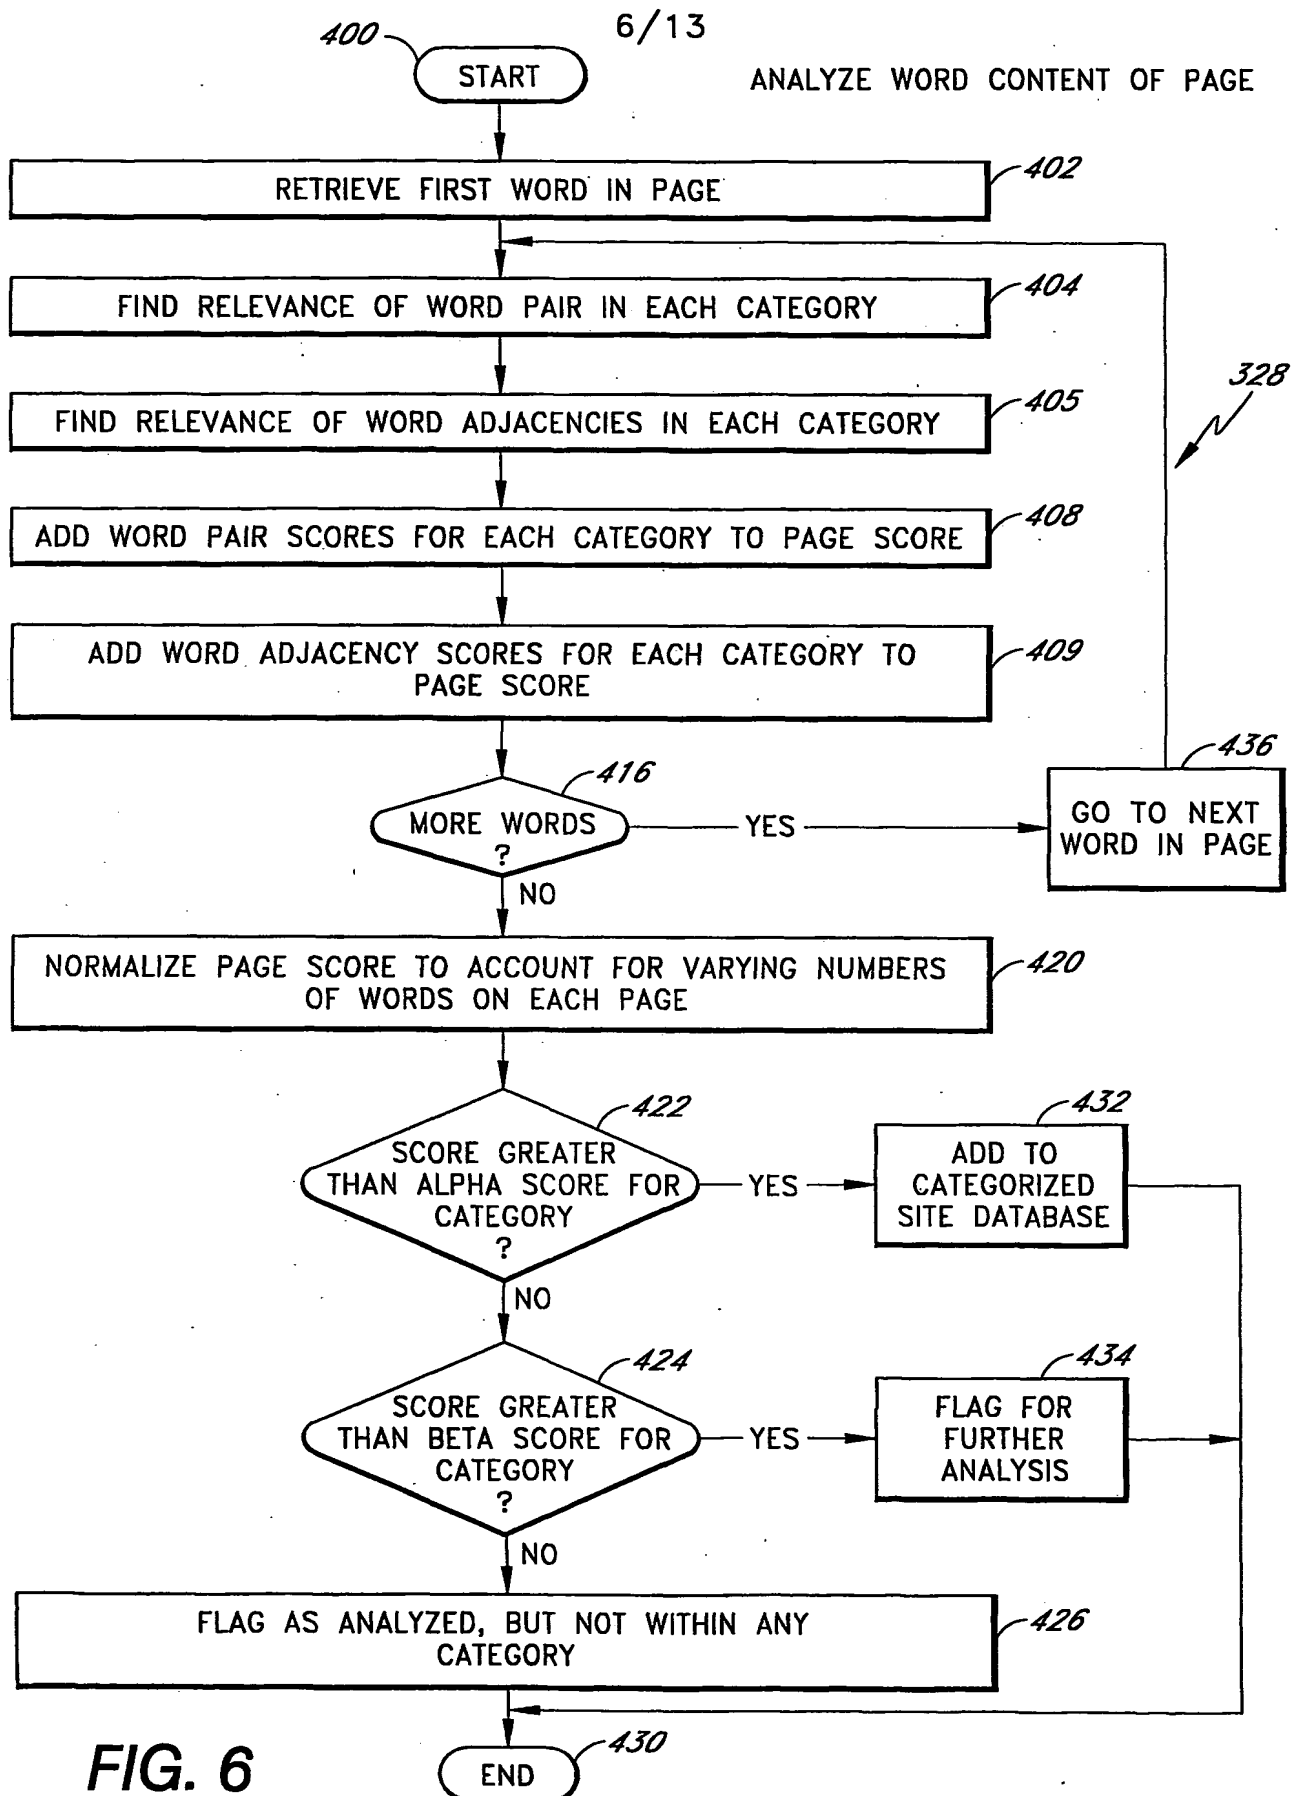 6/13
400
START
ANALYZE WORD CONTENT OF PAGE
402
RETRIEVE FIRST WORD IN PAGE
404
FIND RELEVANCE OF WORD PAIR IN EACH CATEGORY
328
405
FIND RELEVANCE OF WORD ADJACENCIES IN EACH CATEGORY
408
ADD WORD PAIR SCORES FOR EACH CATEGORY TO PAGE SCORE
409
ADD WORD ADJACENCY SCORES FOR EACH CATEGORY TO
PAGE SCORE
416
MORE WORDS
?
YES
436
GO TO NEXT
WORD IN PAGE
NO
420
NORMALIZE PAGE SCORE TO ACCOUNT FOR VARYING NUMBERS
OF WORDS ON EACH PAGE
422
SCORE GREATER
THAN ALPHA SCORE FOR
CATEGORY
?
YES
432
ADD TO
CATEGORIZED
SITE DATABASE
NO
424
SCORE GREATER
THAN BETA SCORE FOR
CATEGORY
?
YES
434
FLAG FOR
FURTHER
ANALYSIS
NO
426
FLAG AS ANALYZED, BUT NOT WITHIN ANY
CATEGORY
430
END
FIG. 6